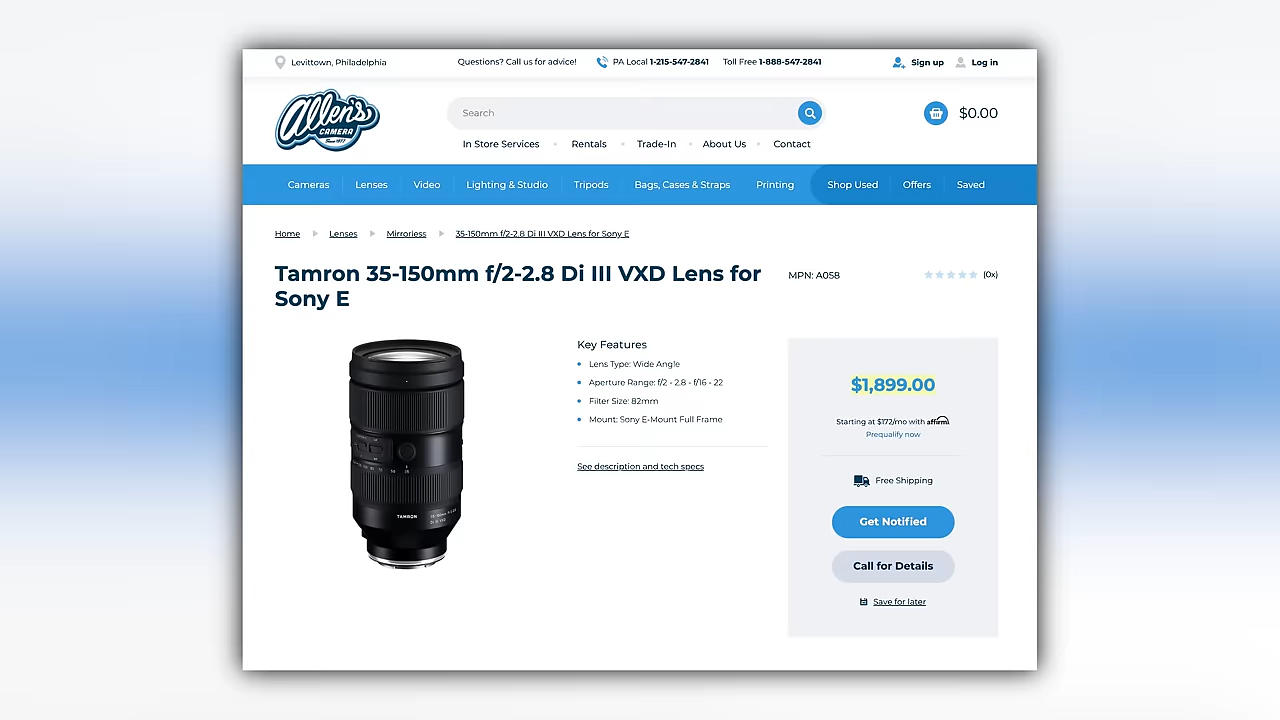 Levittown, Philadelphia
Questions? Call us for advice!
PA Local 1-215-547-2841
Toll Free 1-888-547-2841
Sign up
Log in
Allen's
CAMERA
Since 1977
Search
$0.00
In Store Services
Rentals
Trade-In
About Us
Contact
Cameras
Lenses
Video
Lighting & Studio
Tripods
Bags, Cases & Straps
Printing
Shop Used
Offers
Saved
Home
Lenses
Mirrorless
35-150mm f/2-2.8 Di III VXD Lens for Sony E
Tamron 35-150mm f/2-2.8 Di III VXD Lens for
Sony E
MPN: A058
(0x)
TAMRON
Key Features
Lens Type: Wide Angle
Aperture Range: f/2 - 2.8 - f/16 - 22
Filter Size: 82mm
Mount: Sony E-Mount Full Frame
See description and tech specs
$1,899.00
Starting at $172/mo with affirm
Prequalify now
Free Shipping
Get Notified
Call for Details
Save for later